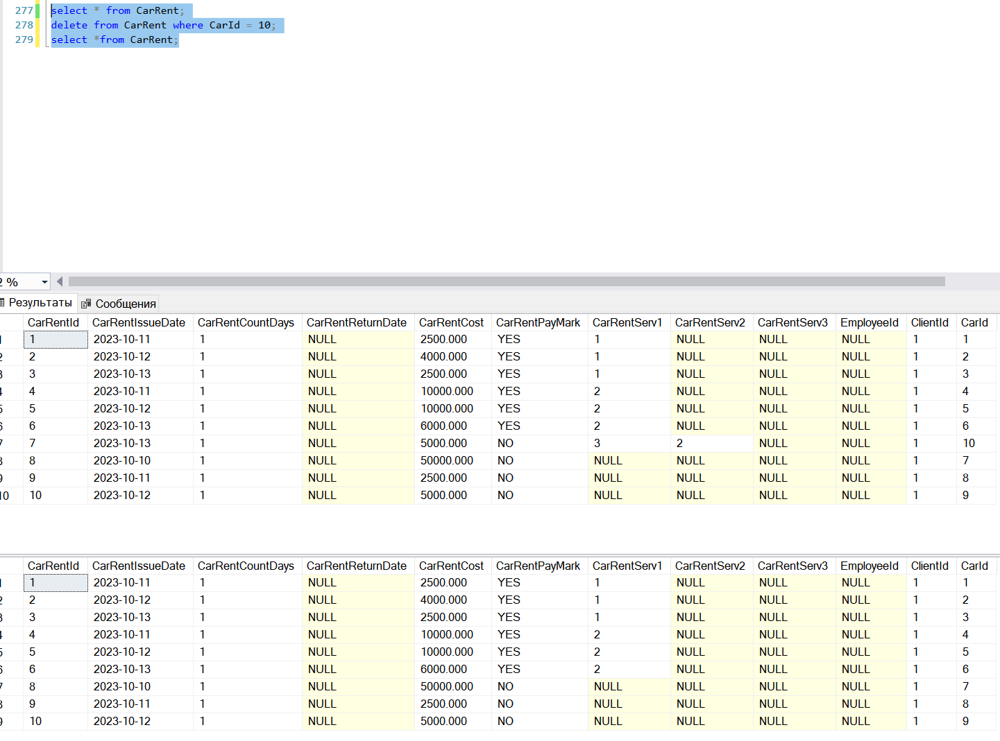 277 select * from CarRent;
278 delete from CarRent where CarId = 10;
279 select *from CarRent;
2 %
Результаты Сообщения
CarRentId CarRentIssueDate CarRentCountDays CarRentReturnDate CarRentCost CarRentPayMark CarRentServ1 CarRentServ2 CarRentServ3 EmployeeId ClientId CarId
1 1 2023-10-11 1 NULL 2500.000 YES 1 NULL NULL NULL 1 1
2 2 2023-10-12 1 NULL 4000.000 YES 1 NULL NULL NULL 1 2
3 3 2023-10-13 1 NULL 2500.000 YES 1 NULL NULL NULL 1 3
4 4 2023-10-11 1 NULL 10000.000 YES 2 NULL NULL NULL 1 4
5 5 2023-10-12 1 NULL 10000.000 YES 2 NULL NULL NULL 1 5
6 6 2023-10-13 1 NULL 6000.000 YES 2 NULL NULL NULL 1 6
7 7 2023-10-13 1 NULL 5000.000 NO 3 2 NULL NULL 1 10
8 8 2023-10-10 1 NULL 50000.000 NO NULL NULL NULL NULL 1 7
9 9 2023-10-11 1 NULL 2500.000 NO NULL NULL NULL NULL 1 8
10 10 2023-10-12 1 NULL 5000.000 NO NULL NULL NULL NULL 1 9
CarRentId CarRentIssueDate CarRentCountDays CarRentReturnDate CarRentCost CarRentPayMark CarRentServ1 CarRentServ2 CarRentServ3 EmployeeId ClientId CarId
1 1 2023-10-11 1 NULL 2500.000 YES 1 NULL NULL NULL 1 1
2 2 2023-10-12 1 NULL 4000.000 YES 1 NULL NULL NULL 1 2
3 3 2023-10-13 1 NULL 2500.000 YES 1 NULL NULL NULL 1 3
4 4 2023-10-11 1 NULL 10000.000 YES 2 NULL NULL NULL 1 4
5 5 2023-10-12 1 NULL 10000.000 YES 2 NULL NULL NULL 1 5
6 6 2023-10-13 1 NULL 6000.000 YES 2 NULL NULL NULL 1 6
7 8 2023-10-10 1 NULL 50000.000 NO NULL NULL NULL NULL 1 7
8 9 2023-10-11 1 NULL 2500.000 NO NULL NULL NULL NULL 1 8
9 10 2023-10-12 1 NULL 5000.000 NO NULL NULL NULL NULL 1 9